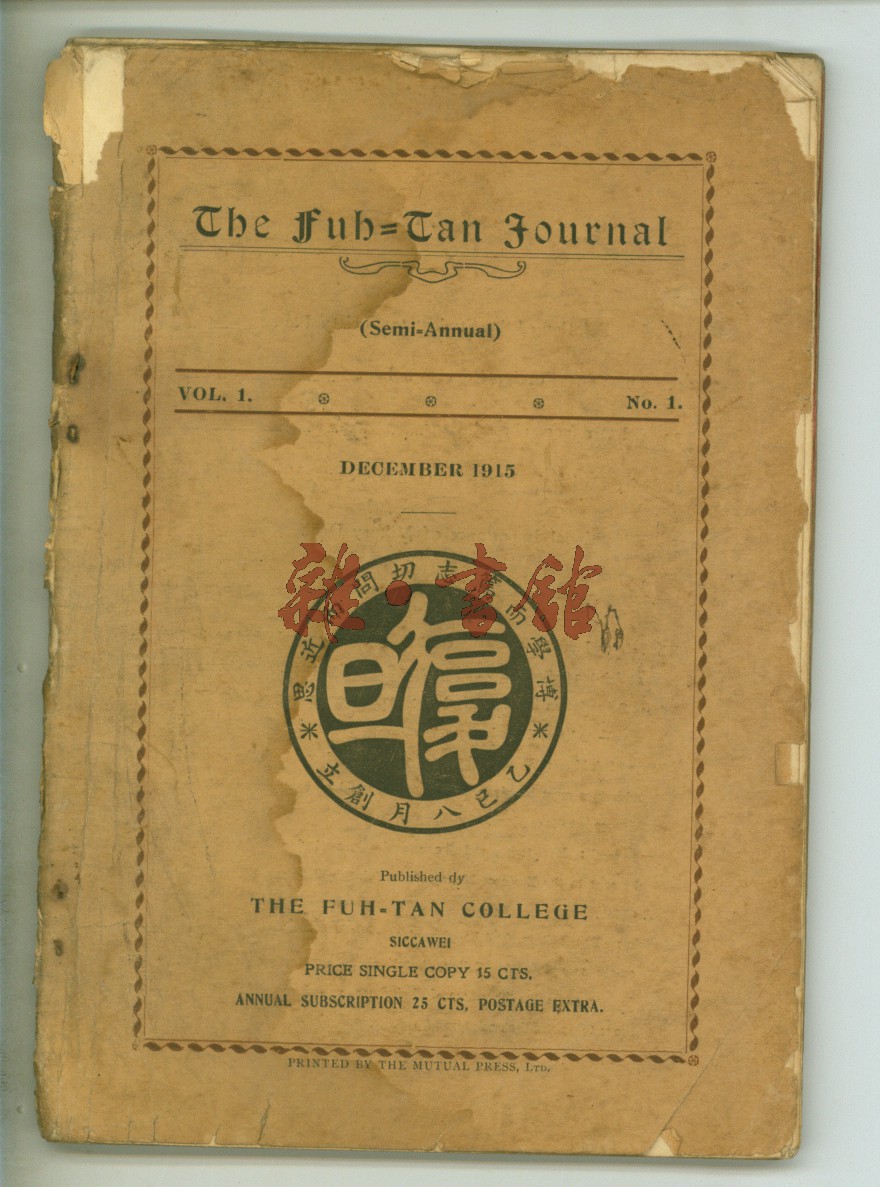 The Fuh=Tan Journal
(Semi=Annual)
VOL. 1. No. 1.
DECEMBER 1915
雜·書館
博學而篤志切問而近思
復旦
乙巳八月創立
Published dy
THE FUH=TAN COLLEGE
SICCAWEI
PRICE SINGLE COPY 15 CTS.
ANNUAL SUBSCRIPTION 25 CTS, POSTAGE EXTRA.
PRINTED BY THE MUTUAL PRESS, LTD.